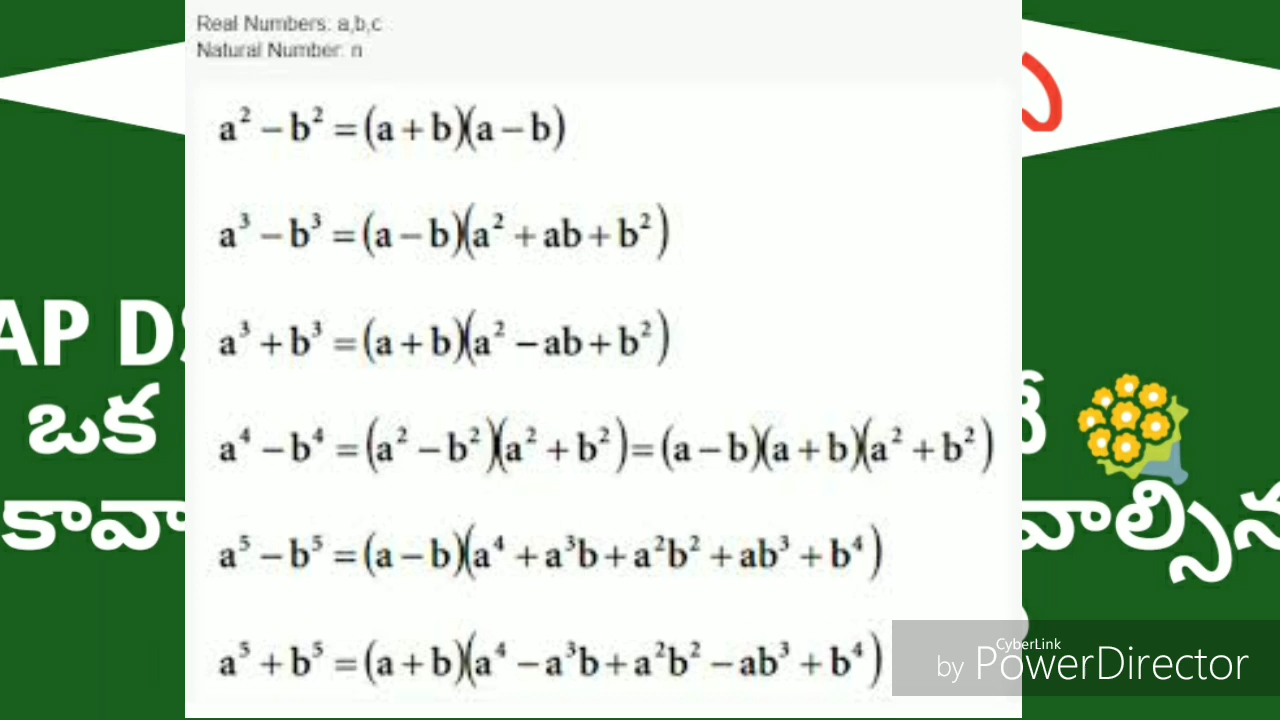 Real Numbers: a,b,c
Natural Number: n
a² − b² = (a + b)(a − b)
a³ − b³ = (a − b)(a² + ab + b²)
a³ + b³ = (a + b)(a² − ab + b²)
AP
a⁴ − b⁴ = (a² − b²)(a² + b²) = (a − b)(a + b)(a² + b²)
ఒక
a⁵ − b⁵ = (a − b)(a⁴ + a³b + a²b² + ab³ + b⁴)
a⁵ + b⁵ = (a + b)(a⁴ − a³b + a²b² − ab³ + b⁴)
CyberLink
by PowerDirector